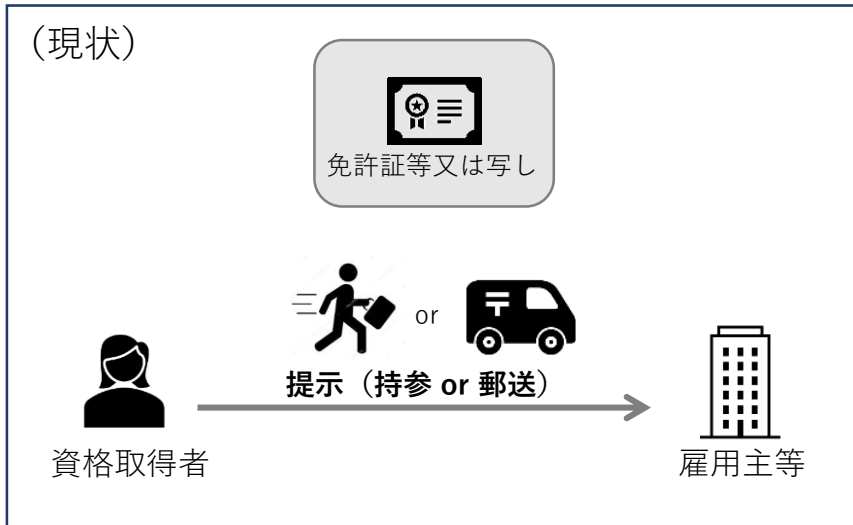 （現状）
免許証等又は写し
or
〒
提示（持参 or 郵送）
資格取得者
雇用主等